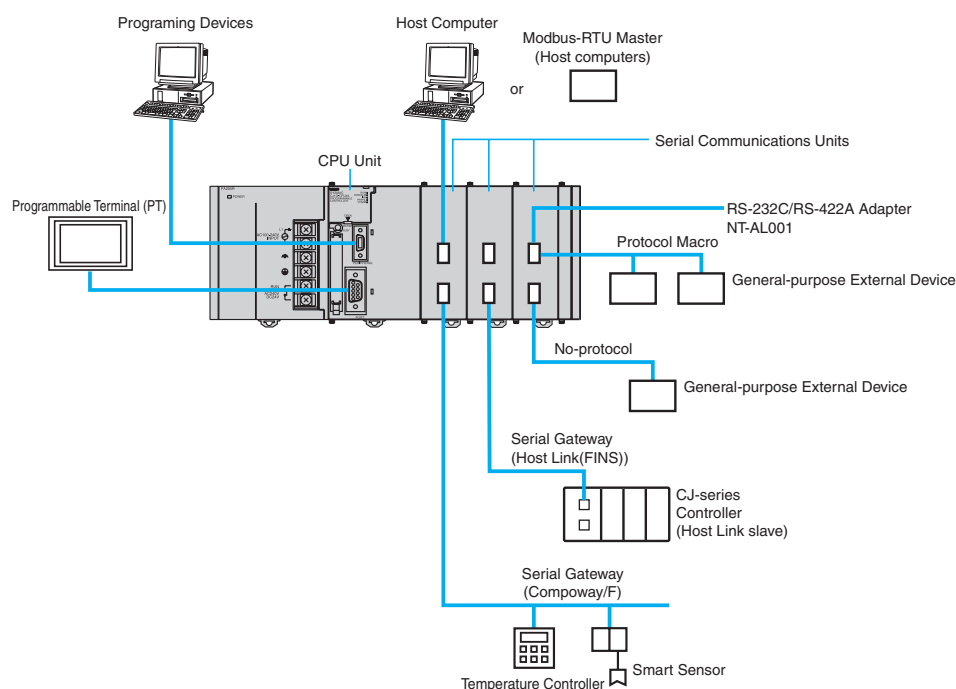 Programing Devices
Host Computer
Modbus-RTU Master
(Host computers)
or
Serial Communications Units
CPU Unit
Programmable Terminal (PT)
RS-232C/RS-422A Adapter
NT-AL001
Protocol Macro
General-purpose External Device
No-protocol
General-purpose External Device
Serial Gateway
(Host Link(FINS))
CJ-series
Controller
(Host Link slave)
Serial Gateway
(Compoway/F)
Smart Sensor
Temperature Controller